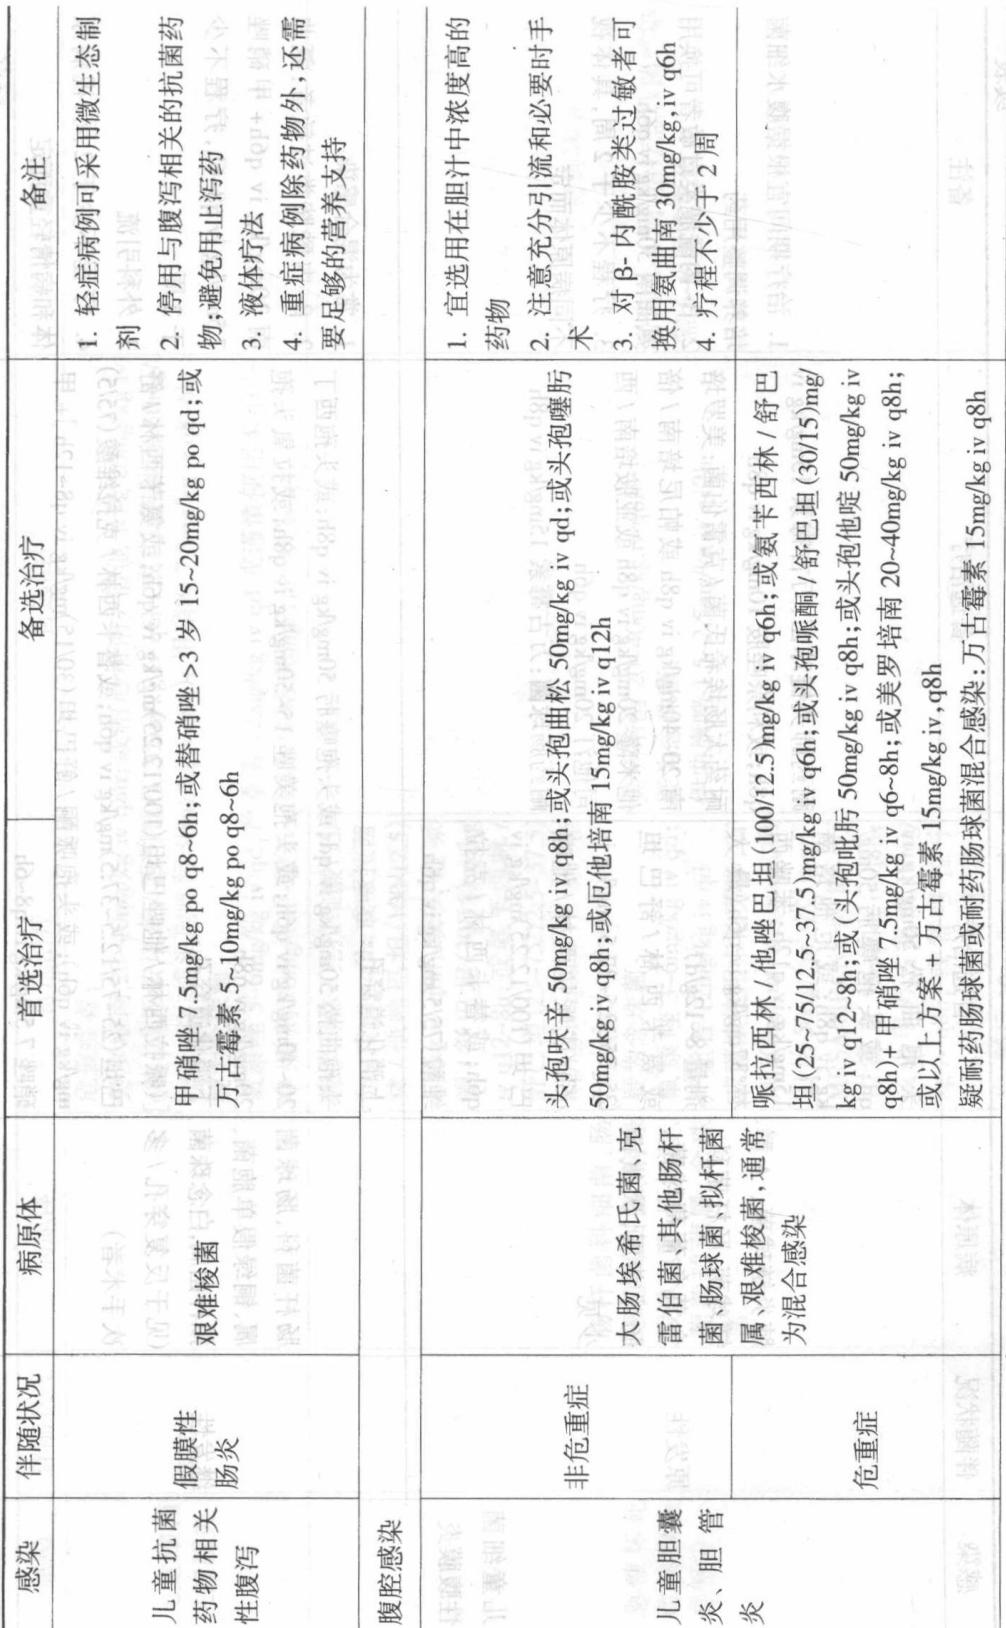 感染
伴随状况
病原体
首选治疗
备选治疗
备注
儿童抗菌
药物相关
性腹泻
假膜性
肠炎
艰难梭菌
甲硝唑 7.5mg/kg po q8~6h;或替硝唑 >3 岁 15~20mg/kg po qd;或
万古霉素 5~10mg/kg po q8~6h
1. 轻症病例可采用微生态制
剂
2. 停用与腹泻相关的抗菌药
物;避免用止泻药
3. 液体疗法
4. 重症病例除药物外,还需
要足够的营养支持
腹腔感染
儿童胆囊
炎、胆管
炎
非危重症
大肠埃希氏菌、克
雷伯菌、其他肠杆
菌、肠球菌、拟杆菌
属、艰难梭菌,通常
为混合感染
头孢呋辛 50mg/kg iv q8h;或头孢曲松 50mg/kg iv qd;或头孢噻肟
50mg/kg iv q8h;或厄他培南 15mg/kg iv q12h
1. 宜选用在胆汁中浓度高的
药物
2. 注意充分引流和必要时手
术
3. 对 β- 内酰胺类过敏者可
换用氨曲南 30mg/kg,iv q6h
4. 疗程不少于 2 周
危重症
哌拉西林 / 他唑巴坦 (100/12.5)mg/kg iv q6h;或氨苄西林 / 舒巴
坦 (25~75/12.5~37.5)mg/kg iv q6h;或头孢哌酮 / 舒巴坦 (30/15)mg/
kg iv q12~8h;或 (头孢吡肟 50mg/kg iv q8h;或头孢他啶 50mg/kg iv
q8h)+ 甲硝唑 7.5mg/kg iv q6~8h;或美罗培南 20~40mg/kg iv q8h;
或以上方案 + 万古霉素 15mg/kg iv,q8h
疑耐药肠球菌或耐药肠球菌混合感染:万古霉素 15mg/kg iv q8h